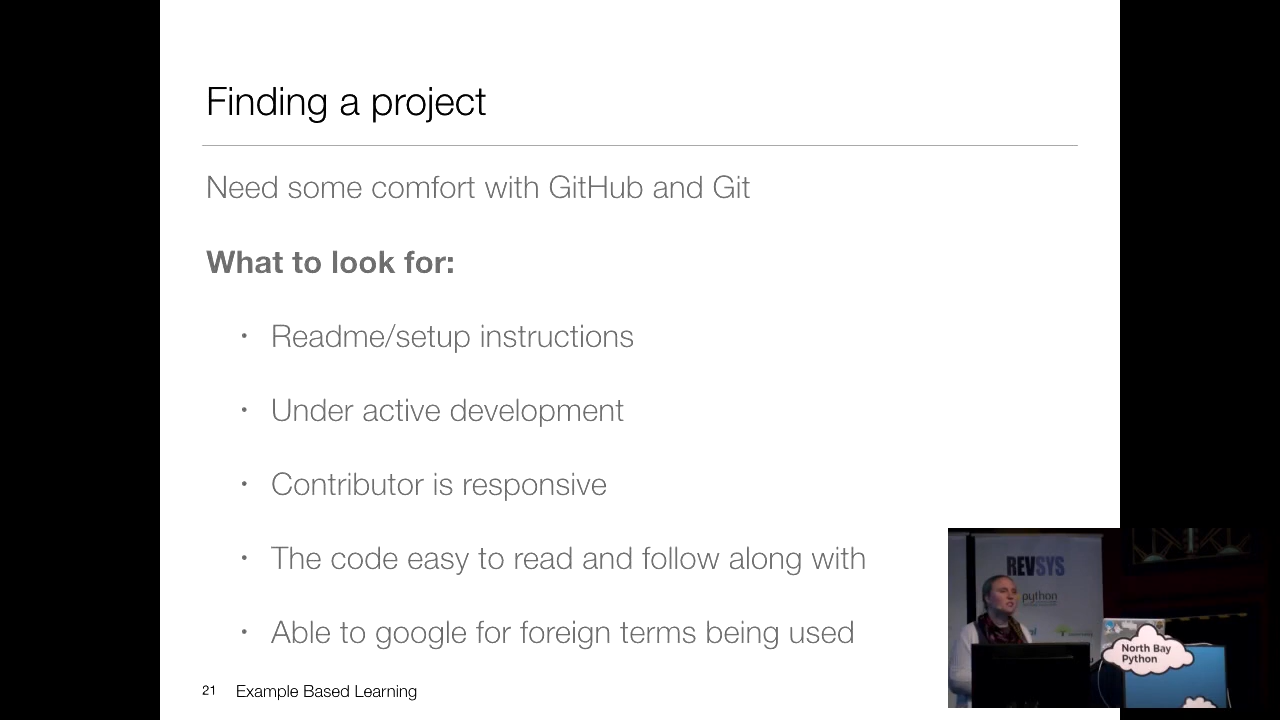 Finding a project
Need some comfort with GitHub and Git
What to look for:
• Readme/setup instructions
• Under active development
• Contributor is responsive
• The code easy to read and follow along with
• Able to google for foreign terms being used
21 Example Based Learning
REVSYS
python
North Bay
Python